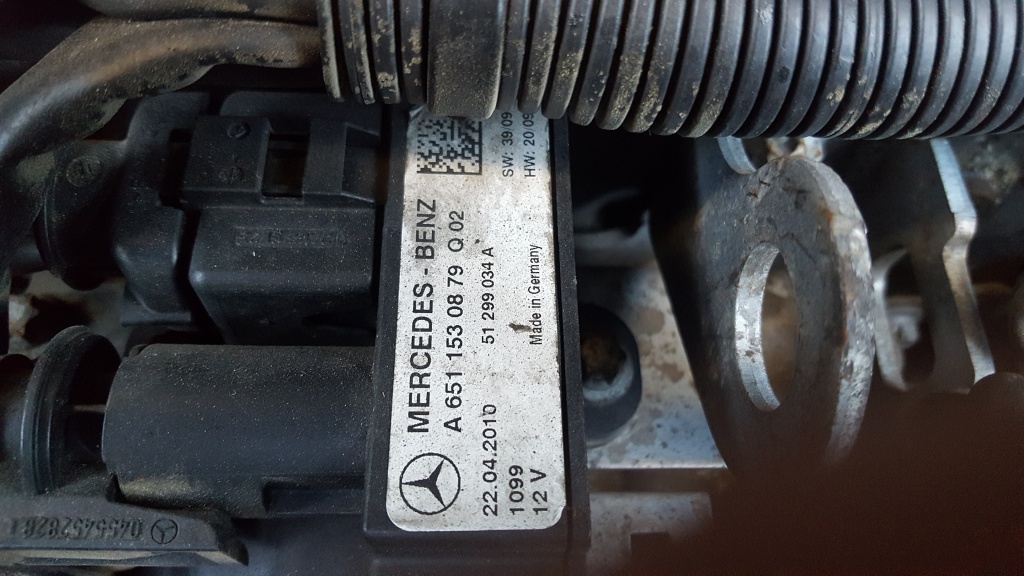 MERCEDES - BENZ
A 651 153 08 79 Q 02
22.04.2010 51 299 034 A
1099
12 V Made in Germany
SW: 39 09
HW: 20 09